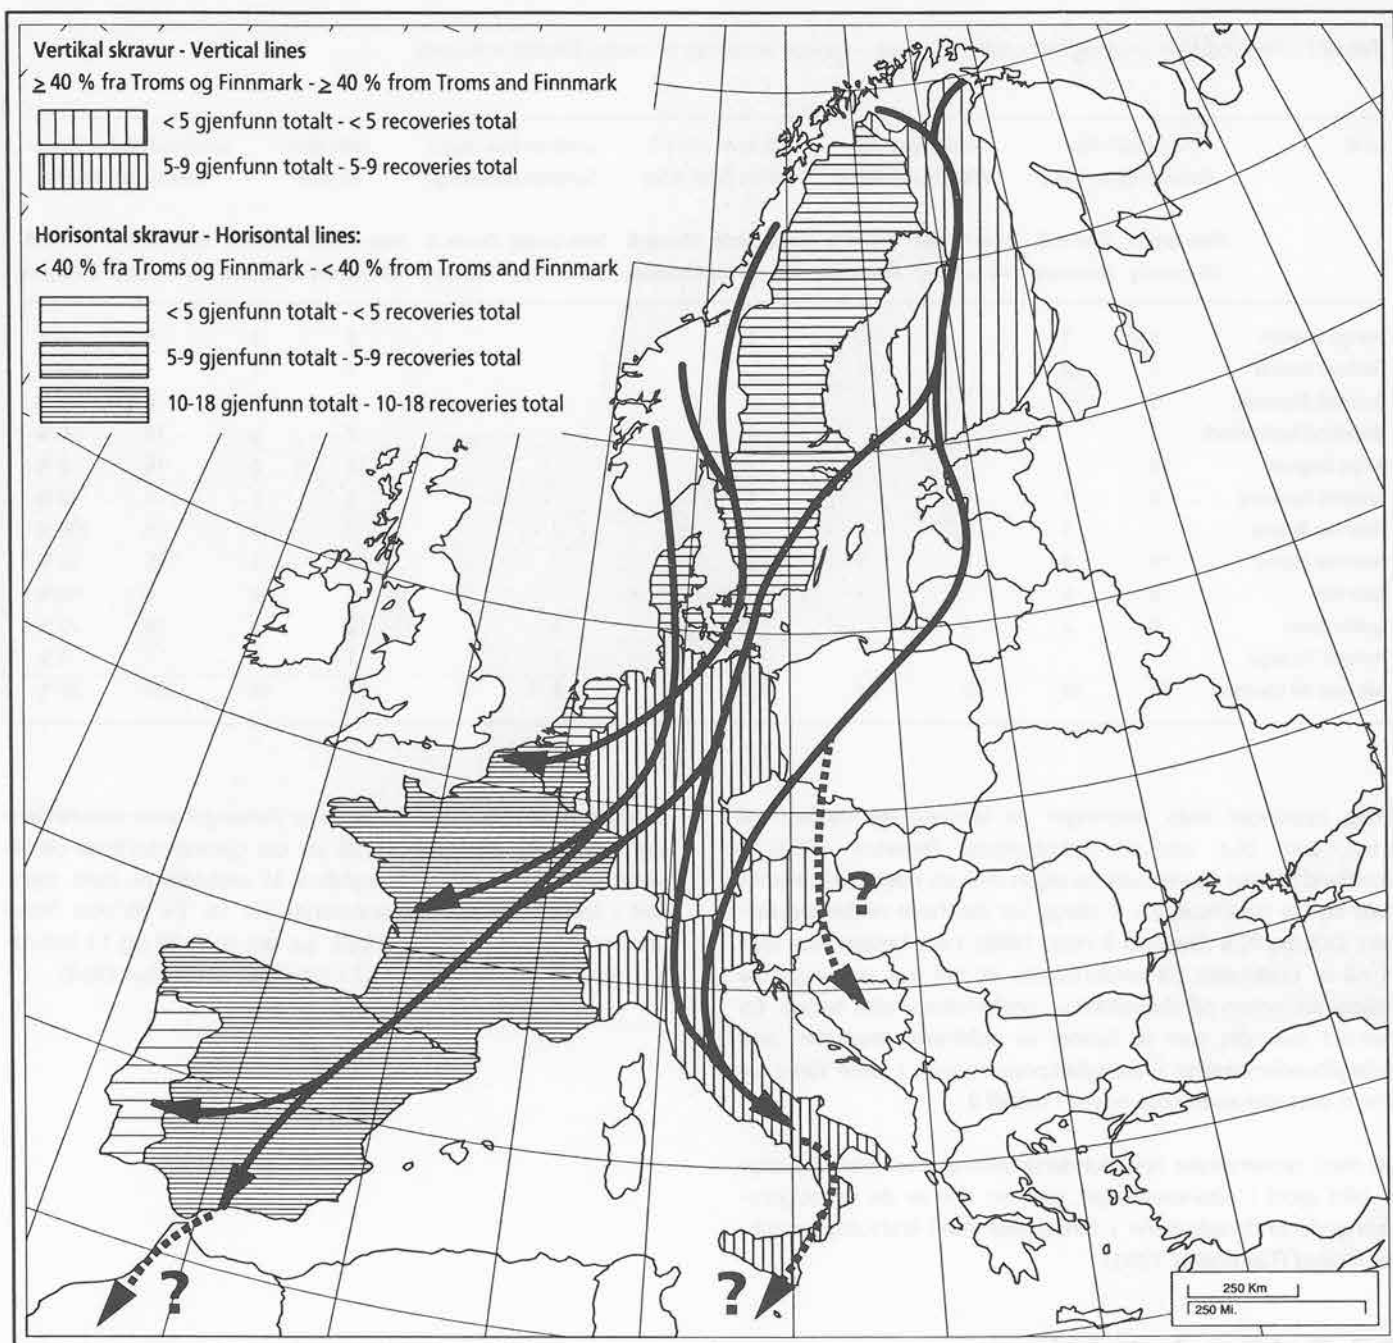 Vertikal skravur - Vertical lines
≥ 40 % fra Troms og Finnmark - ≥ 40 % from Troms and Finnmark
< 5 gjenfunn totalt - < 5 recoveries total
5-9 gjenfunn totalt - 5-9 recoveries total
Horisontal skravur - Horisontal lines:
< 40 % fra Troms og Finnmark - < 40 % from Troms and Finnmark
< 5 gjenfunn totalt - < 5 recoveries total
5-9 gjenfunn totalt - 5-9 recoveries total
10-18 gjenfunn totalt - 10-18 recoveries total
?
?
?
250 Km
250 Mi.